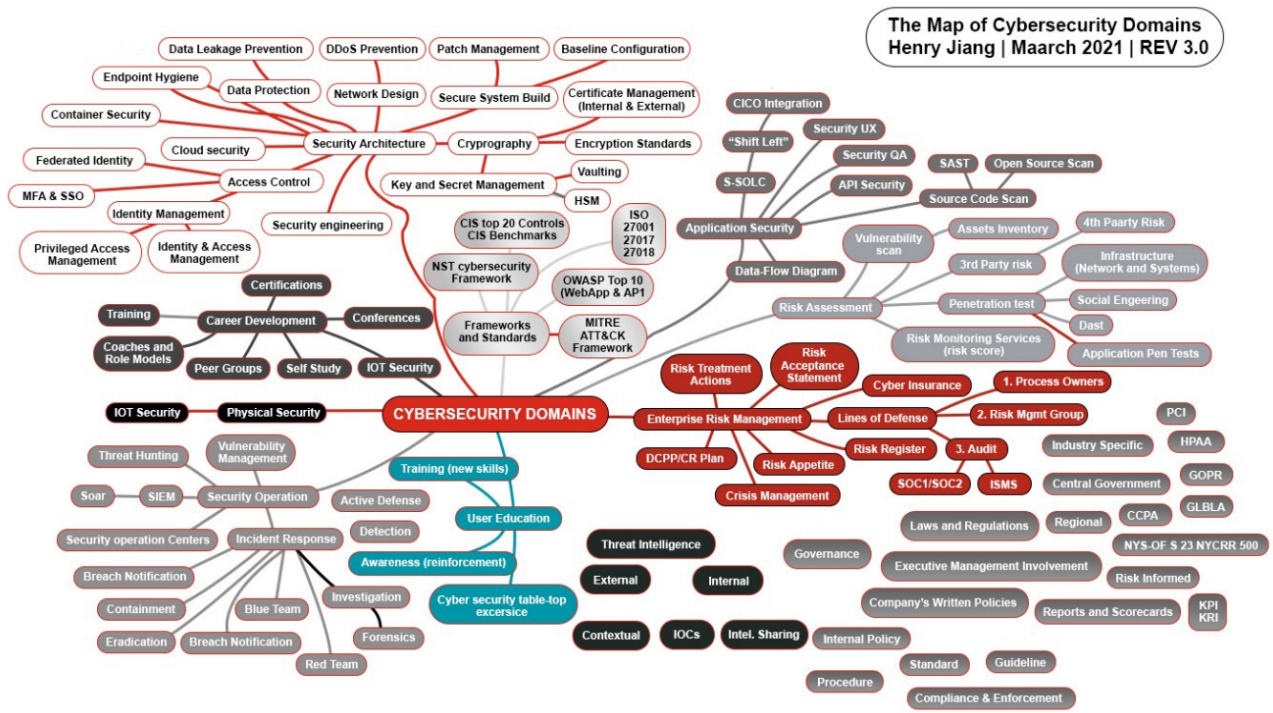 The Map of Cybersecurity Domains
Henry Jiang | Maarch 2021 | REV 3.0
Data Leakage Prevention
DDoS Prevention
Patch Management
Baseline Configuration
Endpoint Hygiene
Data Protection
Network Design
Secure System Build
Certificate Management
(Internal & External)
Container Security
Cloud security
Security Architecture
Cryprography
Encryption Standards
Federated Identity
Access Control
Key and Secret Management
Vaulting
HSM
MFA & SSO
Identity Management
Security engineering
Privileged Access
Management
Identity & Access
Management
CICO Integration
"Shift Left"
Security UX
Security QA
S-SOLC
API Security
SAST
Open Source Scan
Source Code Scan
Application Security
Data-Flow Diagram
CIS top 20 Controls
CIS Benchmarks
ISO
27001
27017
27018
NST cybersecurity
Framework
OWASP Top 10
(WebApp & AP1
Frameworks
and Standards
MITRE
ATT&CK
Framework
Vulnerability
scan
Assets Inventory
4th Paarty Risk
3rd Party risk
Infrastructure
(Network and Systems)
Risk Assessment
Penetration test
Social Engeering
Dast
Risk Monitoring Services
(risk score)
Application Pen Tests
Certifications
Training
Career Development
Conferences
Coaches and
Role Models
Peer Groups
Self Study
IOT Security
IOT Security
Physical Security
CYBERSECURITY DOMAINS
Risk Treatment
Actions
Risk
Acceptance
Statement
Cyber Insurance
1. Process Owners
Enterprise Risk Management
Lines of Defense
2. Risk Mgmt Group
DCPP/CR Plan
Risk Appetite
Risk Register
3. Audit
Crisis Management
SOC1/SOC2
ISMS
Vulnerability
Management
Threat Hunting
Soar
SIEM
Security Operation
Active Defense
Security operation Centers
Incident Response
Detection
Breach Notification
Investigation
Containment
Blue Team
Eradication
Breach Notification
Forensics
Red Team
Training (new skills)
User Education
Awareness (reinforcement)
Cyber security table-top
excersice
Threat Intelligence
External
Internal
Contextual
IOCs
Intel. Sharing
PCI
Industry Specific
HPAA
Central Government
GOPR
Laws and Regulations
Regional
CCPA
GLBLA
NYS-OF S 23 NYCRR 500
Governance
Executive Management Involvement
Risk Informed
Company's Written Policies
Reports and Scorecards
KPI
KRI
Internal Policy
Standard
Guideline
Procedure
Compliance & Enforcement